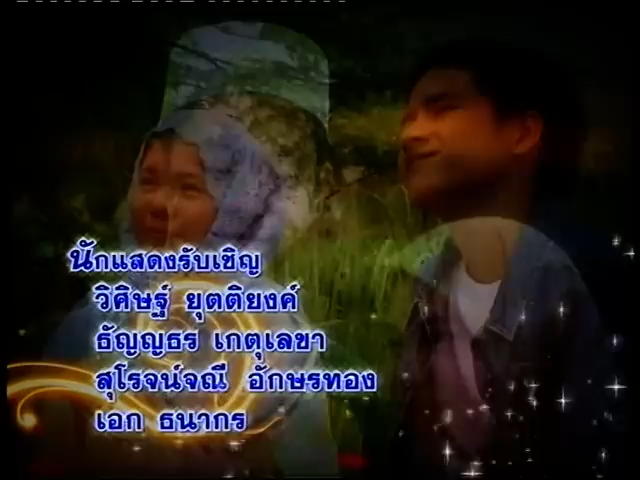 นักแสดงรับเชิญ
วิศิษฐ์ ยุตติยงค์
ธัญญธร เกตุเลขา
สุโรจน์จณี อักษรทอง
เอก ธนากร